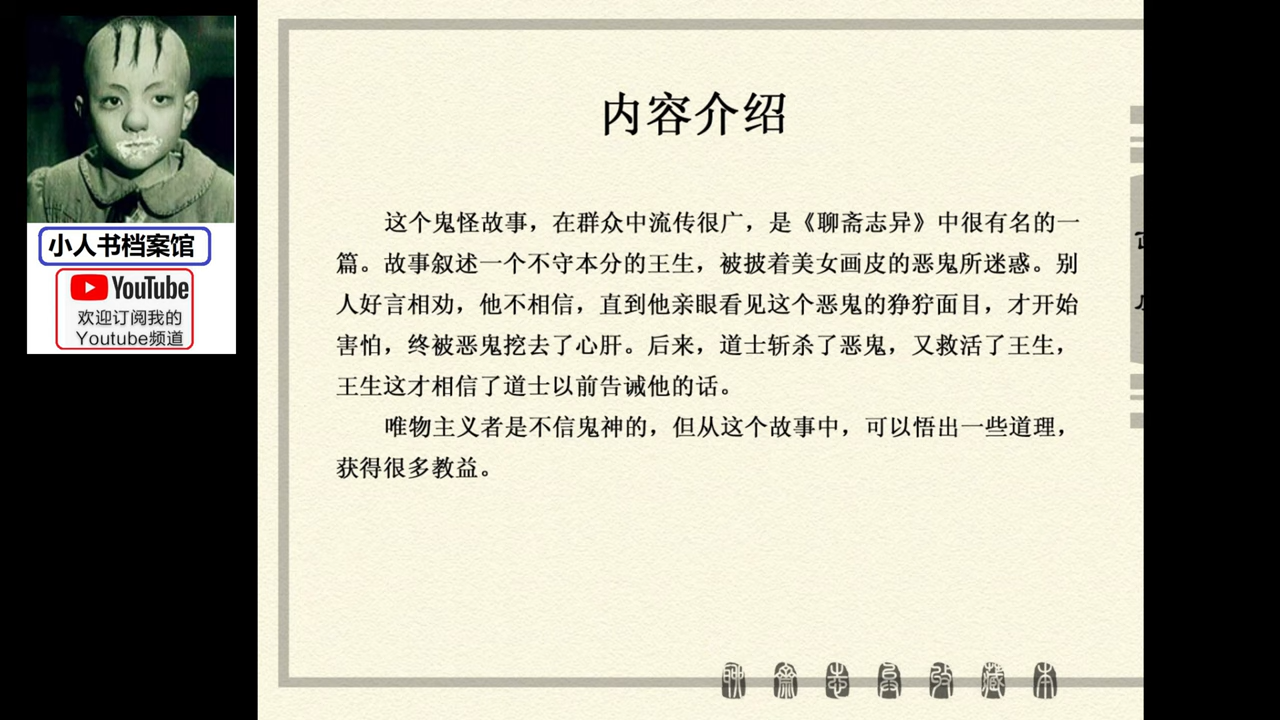 小人书档案馆
YouTube
欢迎订阅我的
Youtube频道
内容介绍
这个鬼怪故事，在群众中流传很广，是《聊斋志异》中很有名的一
篇。故事叙述一个不守本分的王生，被披着美女画皮的恶鬼所迷惑。别
人好言相劝，他不相信，直到他亲眼看见这个恶鬼的狰狞面目，才开始
害怕，终被恶鬼挖去了心肝。后来，道士斩杀了恶鬼，又救活了王生，
王生这才相信了道士以前告诫他的话。
唯物主义者是不信鬼神的，但从这个故事中，可以悟出一些道理，
获得很多教益。